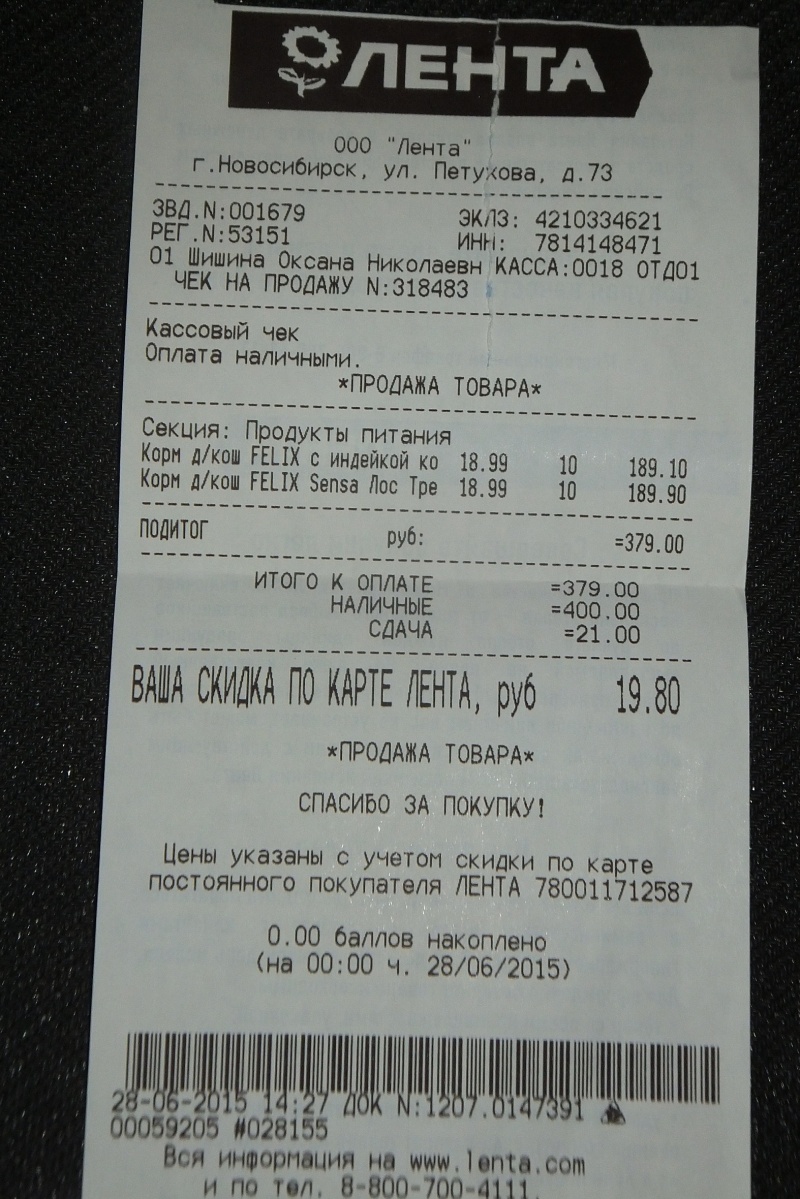 ЛЕНТА
ООО "Лента"
г.Новосибирск, ул. Петухова, д.73
ЗВД.N:001679 ЭКЛЗ: 4210334621
РЕГ.N:53151 ИНН: 7814148471
01 Шишина Оксана Николаевн КАССА:0018 ОТД01
ЧЕК НА ПРОДАЖУ N:318483
Кассовый чек
Оплата наличными.
*ПРОДАЖА ТОВАРА*
Секция: Продукты питания
Корм д/кош FELIX с индейкой ко 18.99 10 189.10
Корм д/кош FELIX Sensa Лос Тре 18.99 10 189.90
ПОДИТОГ руб: =379.00
ИТОГО К ОПЛАТЕ =379.00
НАЛИЧНЫЕ =400.00
СДАЧА =21.00
ВАША СКИДКА ПО КАРТЕ ЛЕНТА, руб 19.80
*ПРОДАЖА ТОВАРА*
СПАСИБО ЗА ПОКУПКУ!
Цены указаны с учетом скидки по карте
постоянного покупателя ЛЕНТА 780011712587
0.00 баллов накоплено
(на 00:00 ч. 28/06/2015)
28-06-2015 14:27 ДОК N:1207.0147391
00059205 #028155
Вся информация на www.lenta.com
и по тел. 8-800-700-4111.